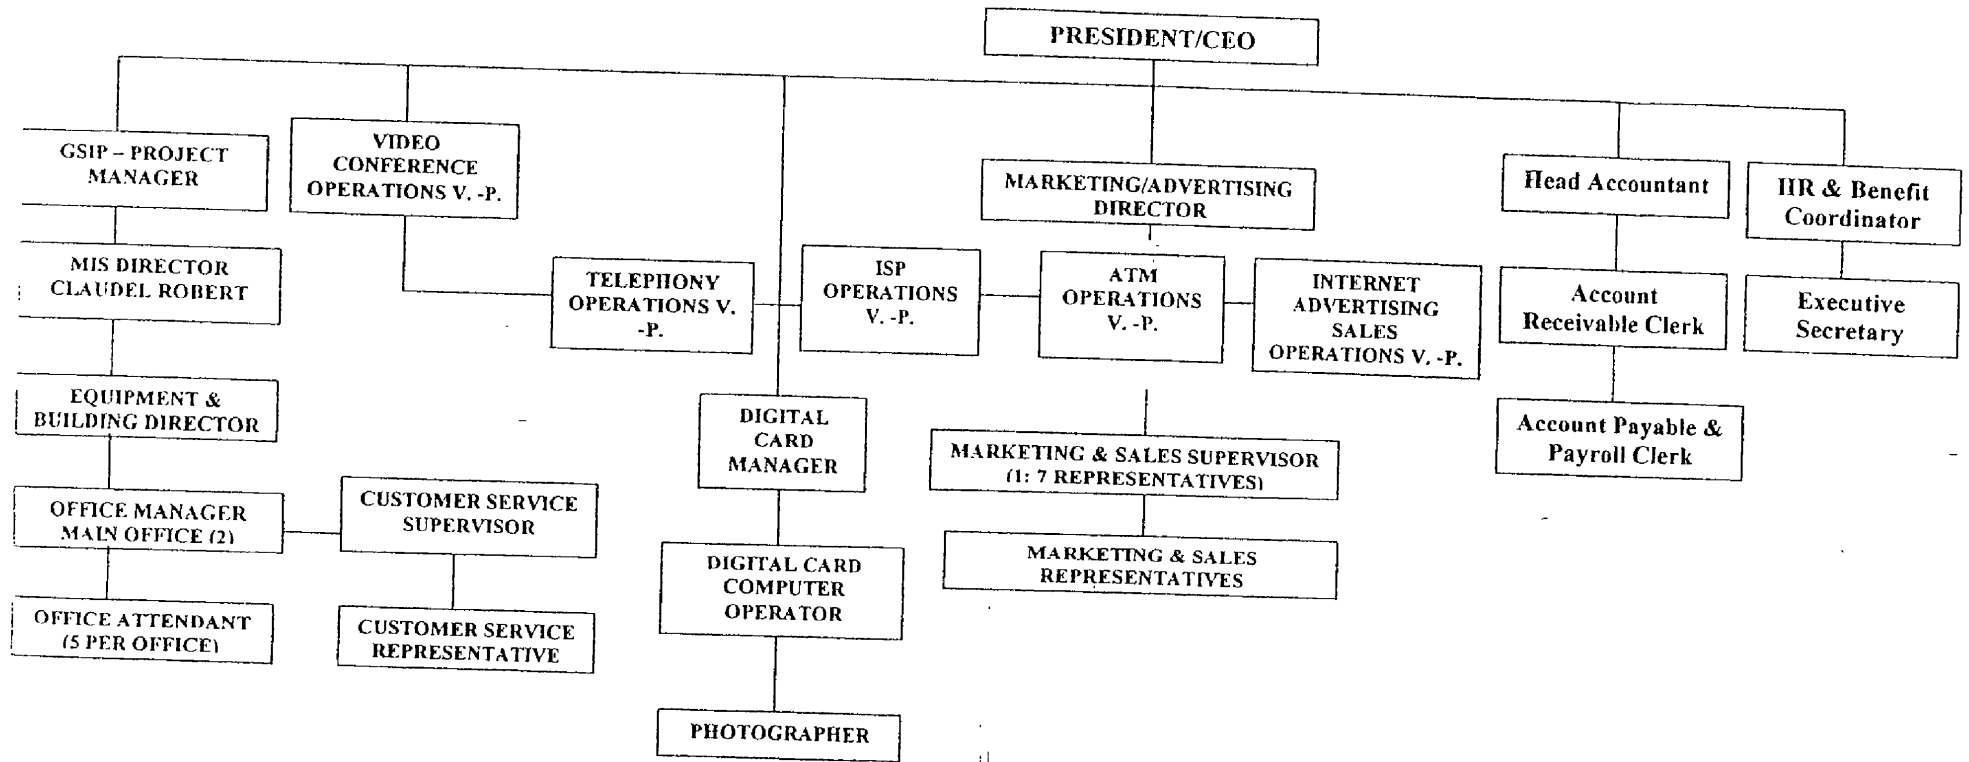 PRESIDENT/CEO
GSIP – PROJECT
MANAGER
VIDEO
CONFERENCE
OPERATIONS V. -P.
MARKETING/ADVERTISING
DIRECTOR
Head Accountant
HR & Benefit
Coordinator
MIS DIRECTOR
CLAUDEL ROBERT
TELEPHONY
OPERATIONS V.
-P.
ISP
OPERATIONS
V. -P.
ATM
OPERATIONS
V. -P.
INTERNET
ADVERTISING
SALES
OPERATIONS V. -P.
Account
Receivable Clerk
Executive
Secretary
EQUIPMENT &
BUILDING DIRECTOR
DIGITAL
CARD
MANAGER
MARKETING & SALES SUPERVISOR
(1: 7 REPRESENTATIVES)
Account Payable &
Payroll Clerk
OFFICE MANAGER
MAIN OFFICE (2)
CUSTOMER SERVICE
SUPERVISOR
DIGITAL CARD
COMPUTER
OPERATOR
MARKETING & SALES
REPRESENTATIVES
OFFICE ATTENDANT
(5 PER OFFICE)
CUSTOMER SERVICE
REPRESENTATIVE
PHOTOGRAPHER